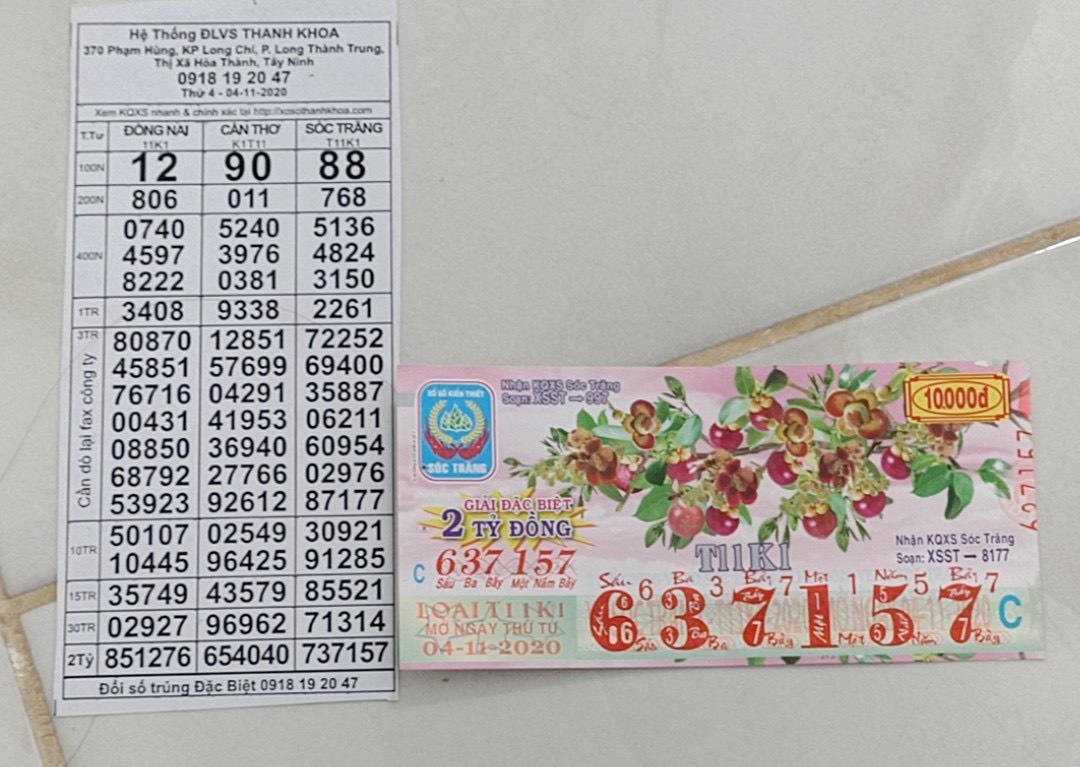 Hệ Thống ĐLVS THANH KHOA
370 Phạm Hùng, KP Long Chí, P. Long Thành Trung,
Thị Xã Hòa Thành, Tây Ninh
0918 19 20 47
Thứ 4 - 04-11-2020
Xem KQXS nhanh & chính xác tại http://xosothanhkhoa.com
T.Tư ĐỒNG NAI CẦN THƠ SÓC TRĂNG
11K1 K1T11 T11K1
100N 12 90 88
200N 806 011 768
0740 5240 5136
400N 4597 3976 4824
8222 0381 3150
1TR 3408 9338 2261
3TR 80870 12851 72252
45851 57699 69400
76716 04291 35887
00431 41953 06211
08850 36940 60954
68792 27766 02976
53923 92612 87177
Cần dò lại fax công ty
50107 02549 30921
10TR 10445 96425 91285
15TR 35749 43579 85521
30TR 02927 96962 71314
2Tỷ 851276 654040 737157
Đổi số trúng Đặc Biệt 0918 19 20 47
XỔ SỐ KIẾN THIẾT
SÓC TRĂNG
Nhận KQXS Sóc Trăng
Soạn: XSST → 997
10.000đ
637157
GIẢI ĐẶC BIỆT
2 TỶ ĐỒNG
C 637157
Sáu Ba Bảy Một Năm Bảy
LOẠI T11K1
MỞ NGÀY THỨ TƯ
04-11-2020
T11K1
Nhận KQXS Sóc Trăng
Soạn: XSST → 8177
Sáu 6 Ba 3 Bảy 7 Một 1 Năm 5 Bảy 7
637157 C
Sáu Ba Bảy Một Năm Bảy